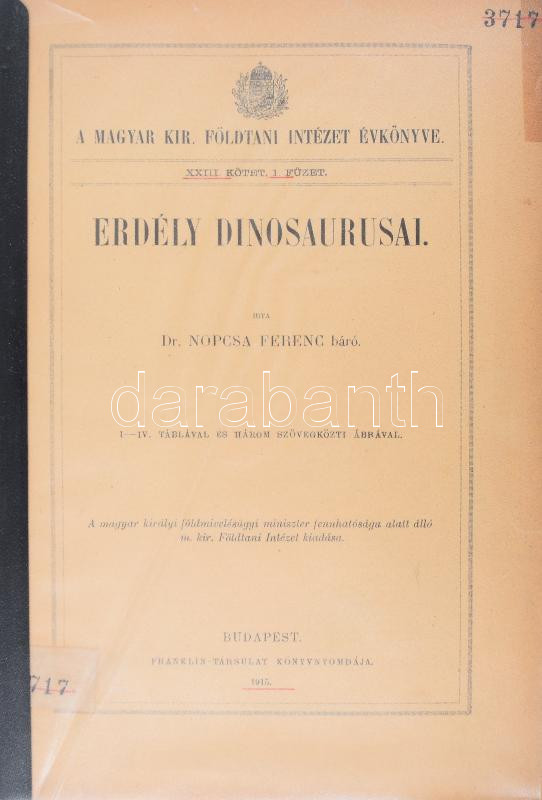 3717
A MAGYAR KIR. FÖLDTANI INTÉZET ÉVKÖNYVE.
XXIII. KÖTET. 1. FÜZET.
ERDÉLY DINOSAURUSAI.
IRTA
Dr. NOPCSA FERENC báró.
darabanth
I—IV. TÁBLÁVAL ÉS HÁROM SZÖVEGKÖZTI ÁBRÁVAL.
A magyar királyi földmivelésügyi miniszter fennhatósága alatt álló
m. kir. Földtani Intézet kiadása.
BUDAPEST.
FRANKLIN-TÁRSULAT KÖNYVNYOMDÁJA.
1915.
717